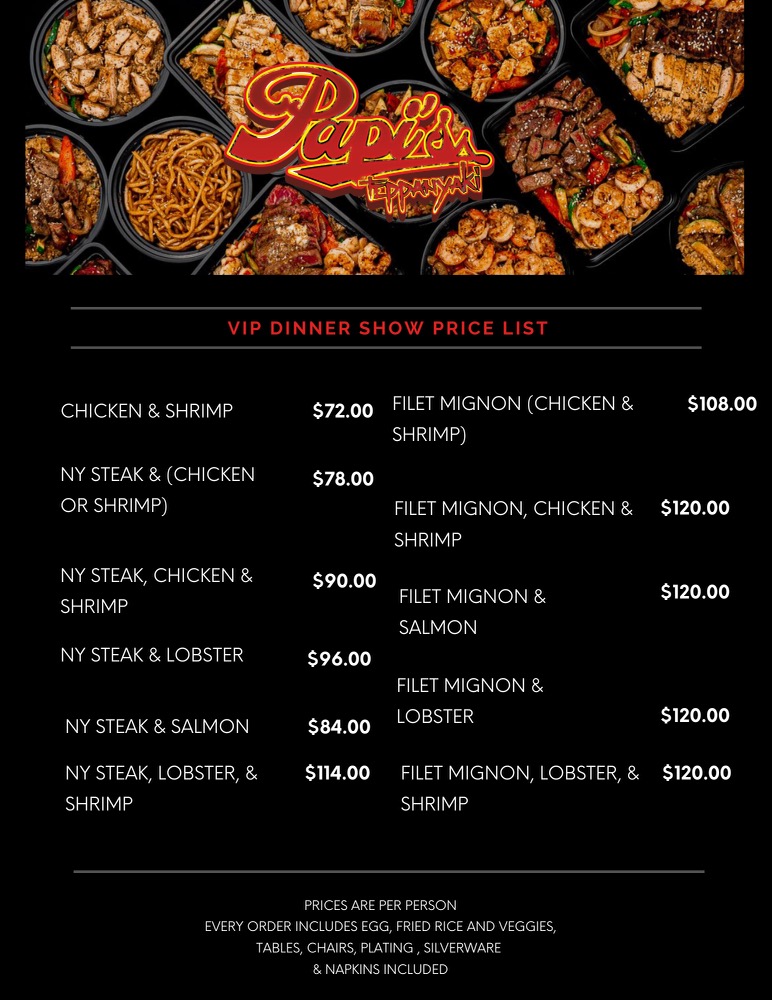 Papi's
TEPPANYAKI
VIP DINNER SHOW PRICE LIST
CHICKEN & SHRIMP $72.00
NY STEAK & (CHICKEN $78.00
OR SHRIMP)
NY STEAK, CHICKEN & $90.00
SHRIMP
NY STEAK & LOBSTER $96.00
NY STEAK & SALMON $84.00
NY STEAK, LOBSTER, & $114.00
SHRIMP
FILET MIGNON (CHICKEN & $108.00
SHRIMP)
FILET MIGNON, CHICKEN & $120.00
SHRIMP
FILET MIGNON & $120.00
SALMON
FILET MIGNON &
LOBSTER $120.00
FILET MIGNON, LOBSTER, & $120.00
SHRIMP
PRICES ARE PER PERSON
EVERY ORDER INCLUDES EGG, FRIED RICE AND VEGGIES,
TABLES, CHAIRS, PLATING , SILVERWARE
& NAPKINS INCLUDED